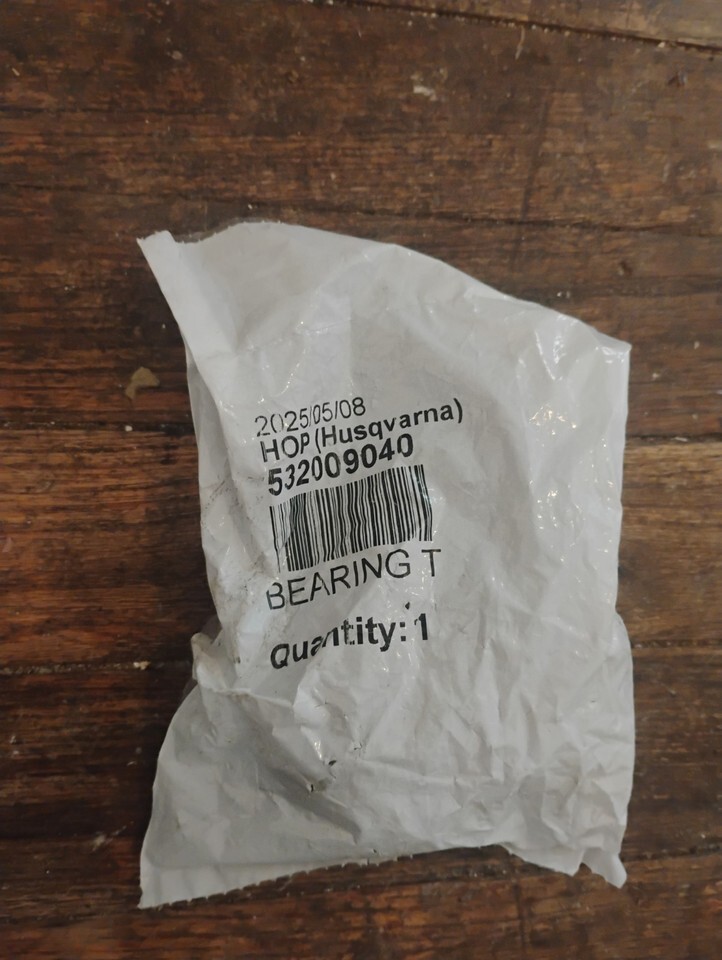 2025/05/08
HOP (Husqvarna)
532009040
BEARING T
Quantity: 1